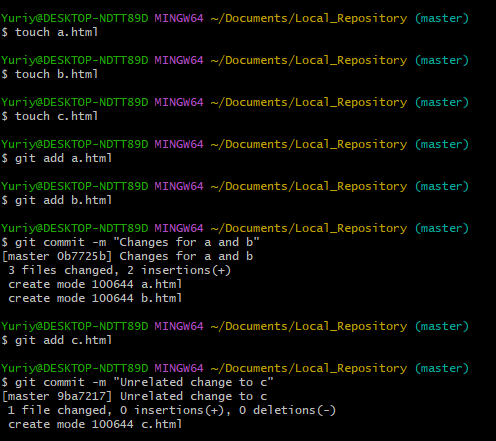 Yuriy@DESKTOP-NDTT89D MINGW64 ~/Documents/Local_Repository (master)
$ touch a.html
Yuriy@DESKTOP-NDTT89D MINGW64 ~/Documents/Local_Repository (master)
$ touch b.html
Yuriy@DESKTOP-NDTT89D MINGW64 ~/Documents/Local_Repository (master)
$ touch c.html
Yuriy@DESKTOP-NDTT89D MINGW64 ~/Documents/Local_Repository (master)
$ git add a.html
Yuriy@DESKTOP-NDTT89D MINGW64 ~/Documents/Local_Repository (master)
$ git add b.html
Yuriy@DESKTOP-NDTT89D MINGW64 ~/Documents/Local_Repository (master)
$ git commit -m "Changes for a and b"
[master 0b7725b] Changes for a and b
3 files changed, 2 insertions(+)
create mode 100644 a.html
create mode 100644 b.html
Yuriy@DESKTOP-NDTT89D MINGW64 ~/Documents/Local_Repository (master)
$ git add c.html
Yuriy@DESKTOP-NDTT89D MINGW64 ~/Documents/Local_Repository (master)
$ git commit -m "Unrelated change to c"
[master 9ba7217] Unrelated change to c
1 file changed, 0 insertions(+), 0 deletions(-)
create mode 100644 c.html